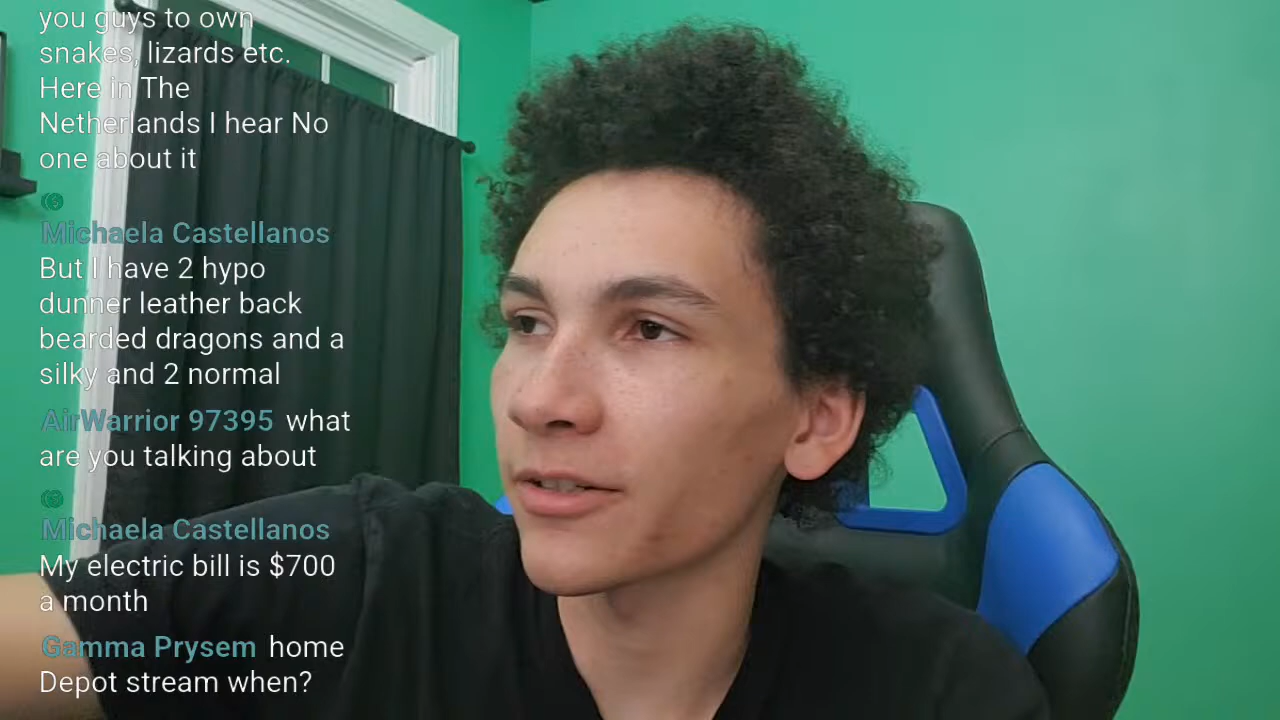 you guys to own
snakes, lizards etc.
Here in The
Netherlands I hear No
one about it
Michaela Castellanos
But I have 2 hypo
dunner leather back
bearded dragons and a
silky and 2 normal
AirWarrior 97395 what
are you talking about
Michaela Castellanos
My electric bill is $700
a month
Gamma Prysem home
Depot stream when?